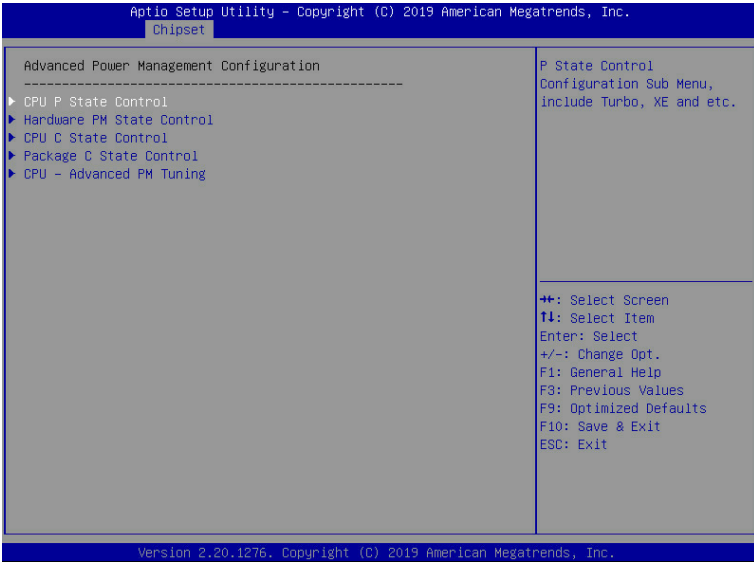 Aptio Setup Utility – Copyright (C) 2019 American Megatrends, Inc.
Chipset
Advanced Power Management Configuration
--------------------------------------------------
▶ CPU P State Control
▶ Hardware PM State Control
▶ CPU C State Control
▶ Package C State Control
▶ CPU – Advanced PM Tuning
P State Control
Configuration Sub Menu,
include Turbo, XE and etc.
→←: Select Screen
↑↓: Select Item
Enter: Select
+/-: Change Opt.
F1: General Help
F3: Previous Values
F9: Optimized Defaults
F10: Save & Exit
ESC: Exit
Version 2.20.1276. Copyright (C) 2019 American Megatrends, Inc.